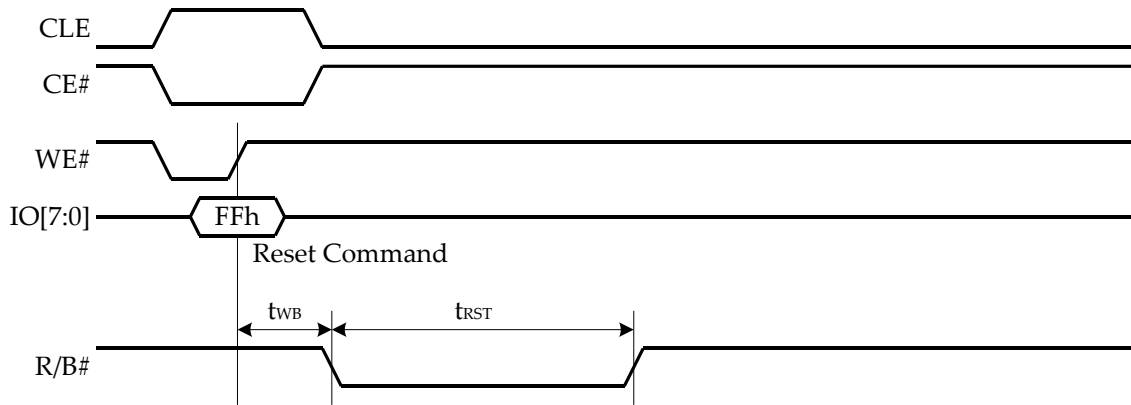 CLE
CE#
WE#
IO[7:0]
FFh
Reset Command
tWB
tRST
R/B#